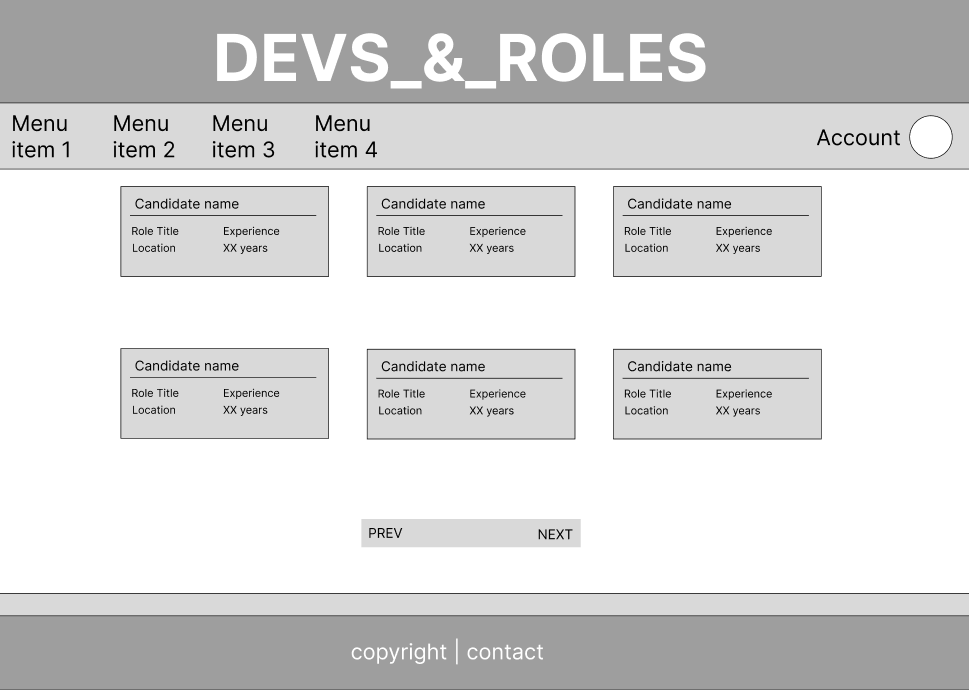 DEVS_&_ROLES
Menu item 1
Menu item 2
Menu item 3
Menu item 4
Account
Candidate name
Role Title Experience
Location XX years
Candidate name
Role Title Experience
Location XX years
Candidate name
Role Title Experience
Location XX years
Candidate name
Role Title Experience
Location XX years
Candidate name
Role Title Experience
Location XX years
Candidate name
Role Title Experience
Location XX years
PREV NEXT
copyright | contact